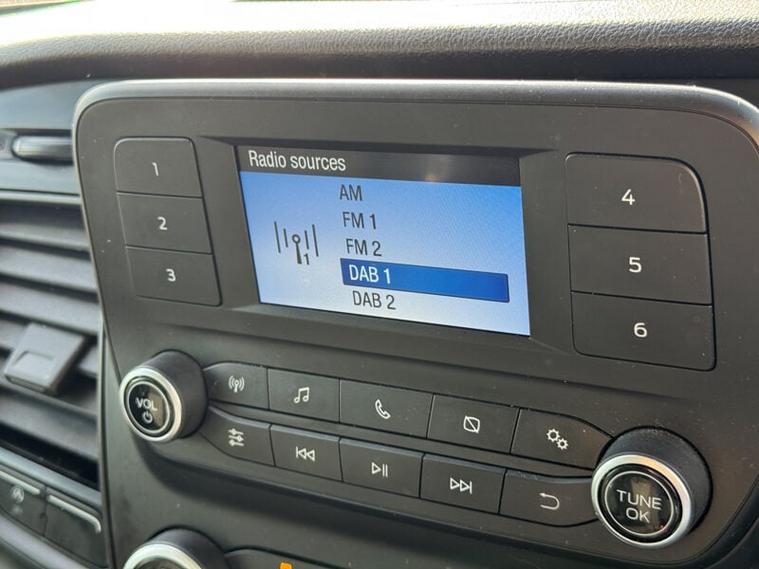 Radio sources
AM
FM 1
FM 2
DAB 1
DAB 2
1
1
2
3
4
5
6
VOL
TUNE
OK